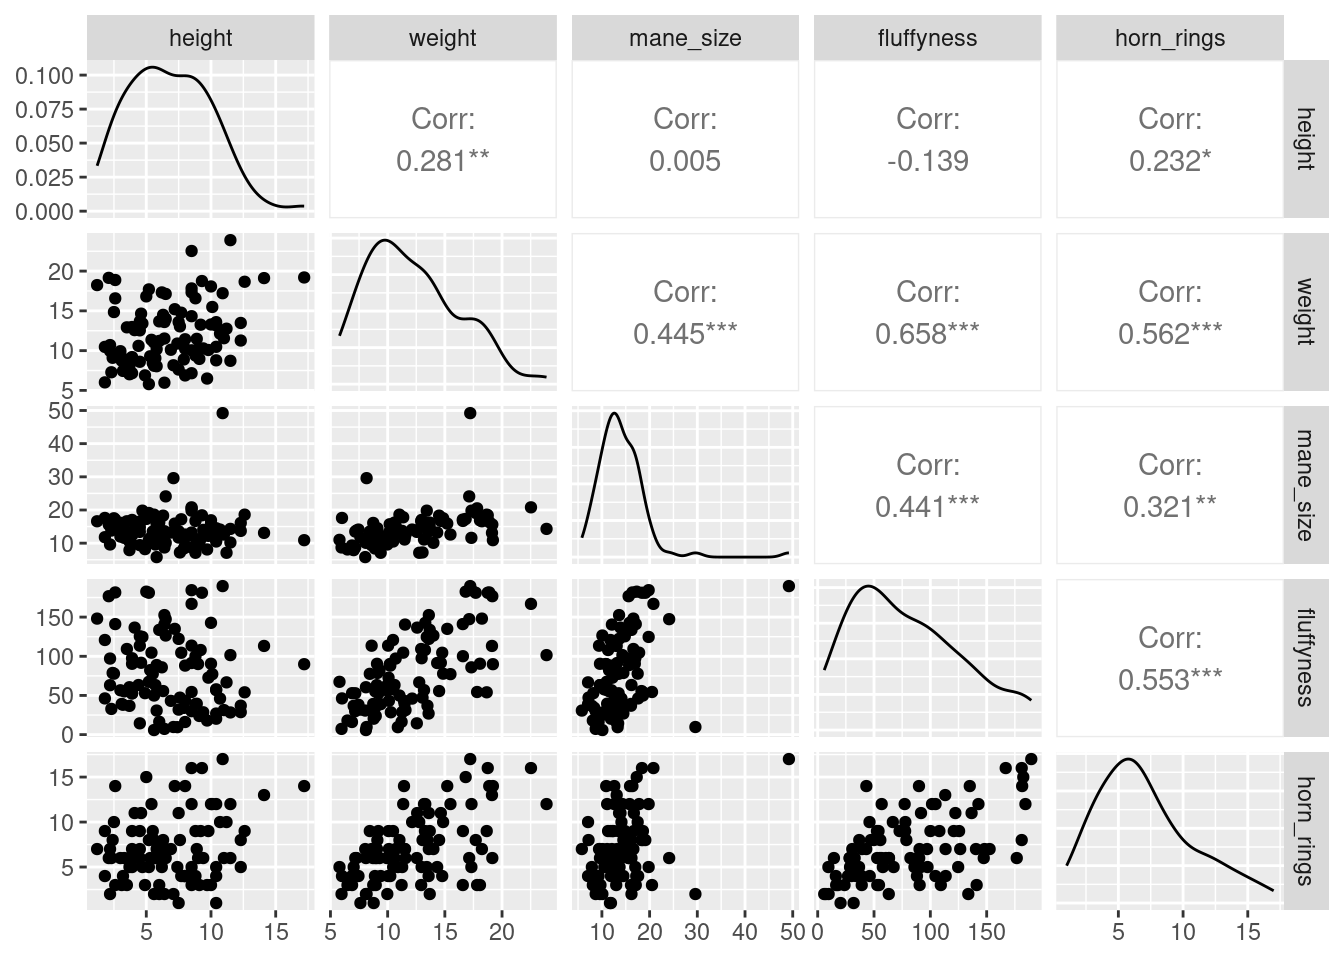 height weight mane_size fluffyness horn_rings
0.100
0.075
0.050
0.025
0.000
Corr:
0.281**
Corr:
0.005
Corr:
-0.139
Corr:
0.232*
height
20
15
10
5
Corr:
0.445***
Corr:
0.658***
Corr:
0.562***
weight
50
40
30
20
10
Corr:
0.441***
Corr:
0.321**
mane_size
150
100
50
0
Corr:
0.553***
fluffyness
15
10
5
horn_rings
5 10 15 5 10 15 20 10 20 30 40 50 0 50 100 150 5 10 15